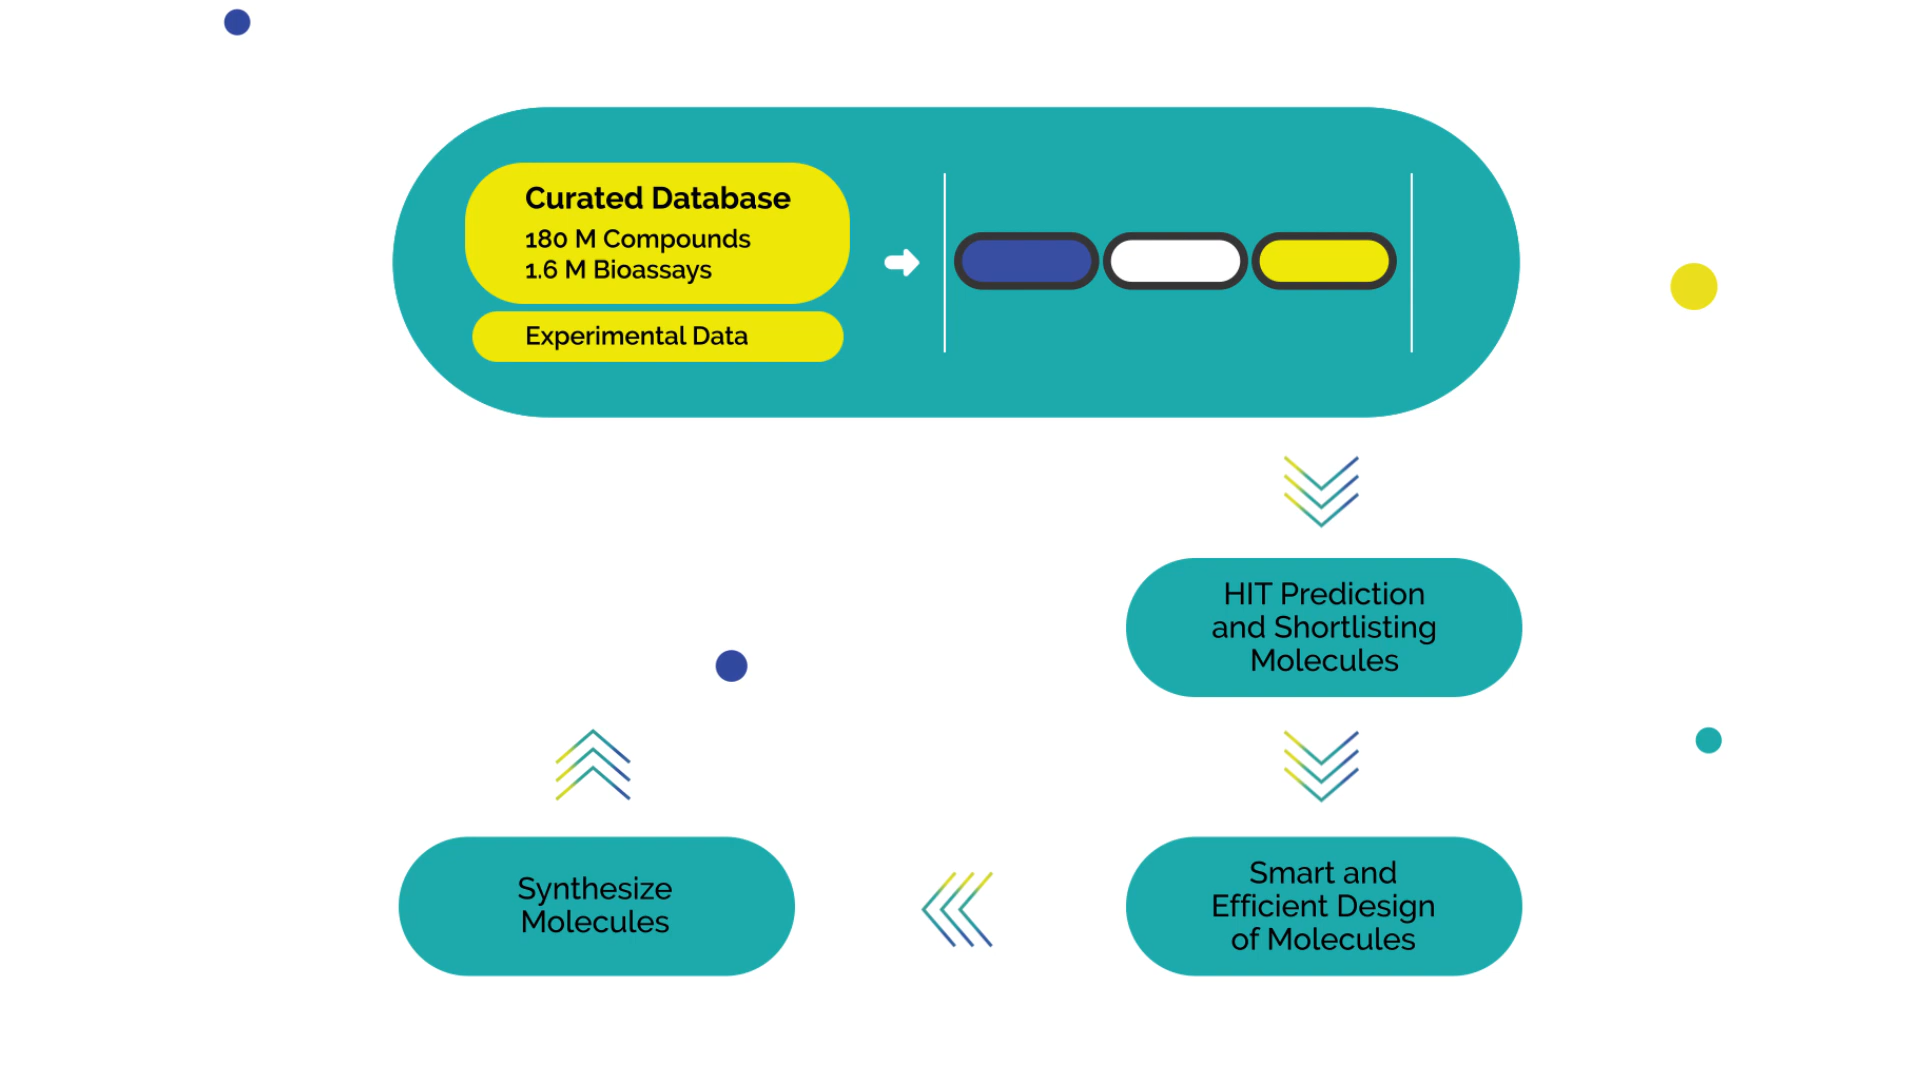 Curated Database
180 M Compounds
1.6 M Bioassays
Experimental Data
HIT Prediction
and Shortlisting
Molecules
Smart and
Efficient Design
of Molecules
Synthesize
Molecules